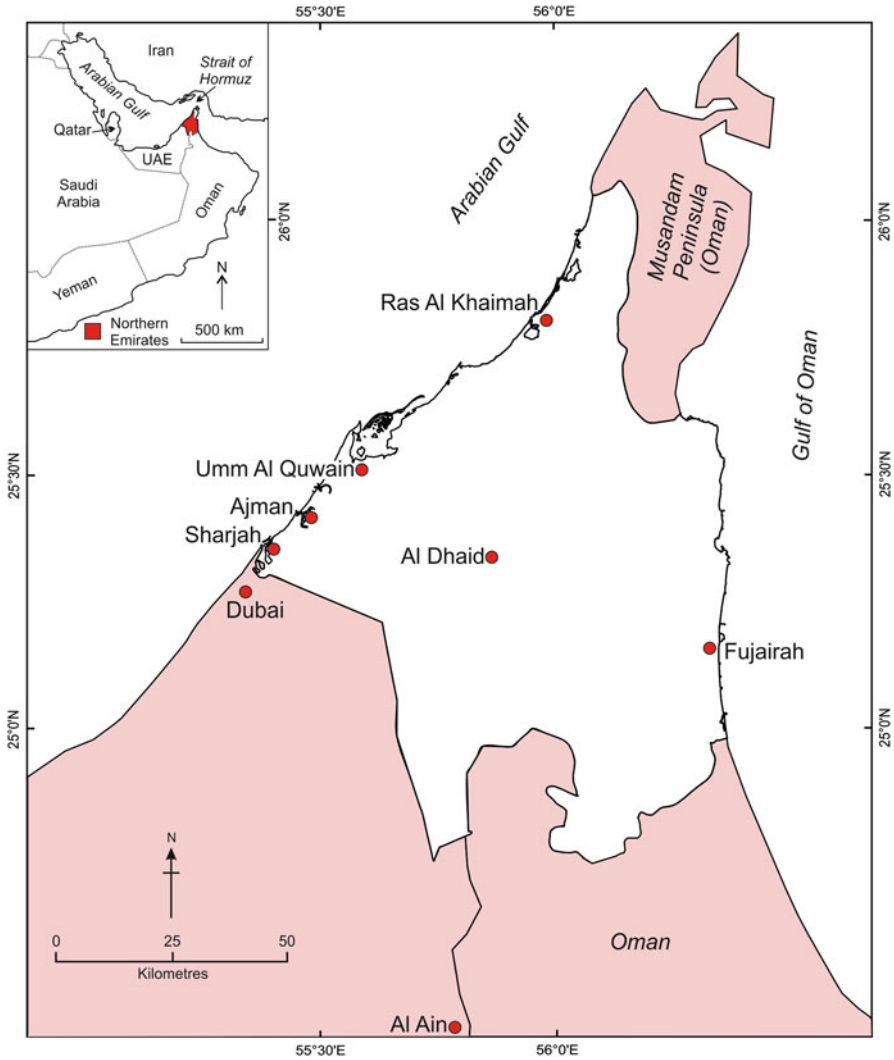 55°30'E
56°0'E
Iran
Strait of
Hormuz
Arabian Gulf
Qatar
UAE
Saudi
Arabia
Oman
Yeman
N
Northern
Emirates
500 km
26°0'N
26°0'N
Arabian Gulf
Musandam
Peninsula
(Oman)
Ras Al Khaimah
Gulf of Oman
25°30'N
25°30'N
Umm Al Quwain
Ajman
Sharjah
Al Dhaid
Dubai
Fujairah
25°0'N
25°0'N
N
0
25
50
Kilometres
Oman
Al Ain
55°30'E
56°0'E